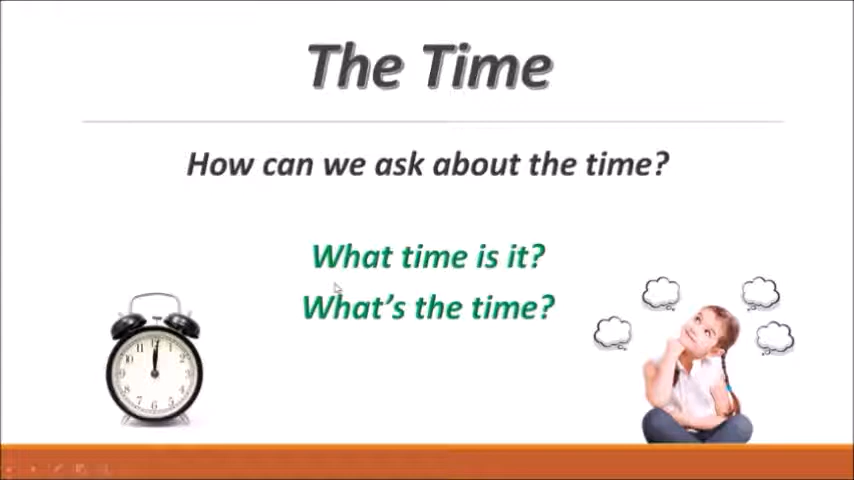 The Time
How can we ask about the time?
What time is it?
What's the time?